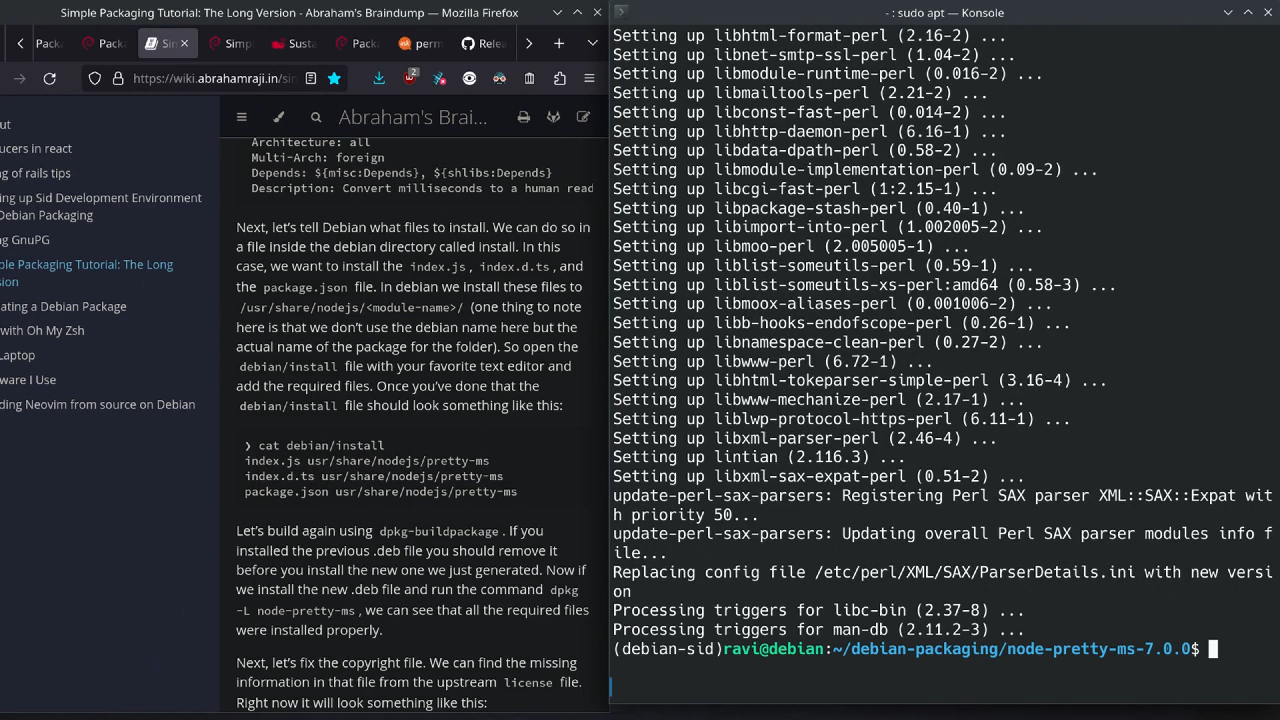 Simple Packaging Tutorial: The Long Version - Abraham's Braindump — Mozilla Firefox
Packa
Packa
Sin
Simpl
Susta
Packa
perm
Relea
https://wiki.abrahamraji.in/sin
2
ut
ucers in react
ng of rails tips
ing up Sid Development Environment
Debian Packaging
ng GnuPG
ple Packaging Tutorial: The Long
sion
ating a Debian Package
with Oh My Zsh
Laptop
ware I Use
ding Neovim from source on Debian
Abraham's Brai...
Architecture: all
Multi-Arch: foreign
Depends: ${misc:Depends}, ${shlibs:Depends}
Description: Convert milliseconds to a human read
Next, let's tell Debian what files to install. We can do so in
a file inside the debian directory called install. In this
case, we want to install the index.js, index.d.ts, and
the package.json file. In debian we install these files to
/usr/share/nodejs/<module-name>/ (one thing to note
here is that we don't use the debian name here but the
actual name of the package for the folder). So open the
debian/install file with your favorite text editor and
add the required files. Once you've done that the
debian/install file should look something like this:
❯ cat debian/install
index.js usr/share/nodejs/pretty-ms
index.d.ts usr/share/nodejs/pretty-ms
package.json usr/share/nodejs/pretty-ms
Let's build again using dpkg-buildpackage. If you
installed the previous .deb file you should remove it
before you install the new one we just generated. Now if
we install the new .deb file and run the command dpkg
-L node-pretty-ms, we can see that all the required files
were installed properly.
Next, let's fix the copyright file. We can find the missing
information in that file from the upstream license file.
Right now it will look something like this:
- : sudo apt — Konsole
Setting up libhtml-format-perl (2.16-2) ...
Setting up libnet-smtp-ssl-perl (1.04-2) ...
Setting up libmodule-runtime-perl (0.016-2) ...
Setting up libmailtools-perl (2.21-2) ...
Setting up libconst-fast-perl (0.014-2) ...
Setting up libhttp-daemon-perl (6.16-1) ...
Setting up libdata-dpath-perl (0.58-2) ...
Setting up libmodule-implementation-perl (0.09-2) ...
Setting up libcgi-fast-perl (1:2.15-1) ...
Setting up libpackage-stash-perl (0.40-1) ...
Setting up libimport-into-perl (1.002005-2) ...
Setting up libmoo-perl (2.005005-1) ...
Setting up liblist-someutils-perl (0.59-1) ...
Setting up liblist-someutils-xs-perl:amd64 (0.58-3) ...
Setting up libmoox-aliases-perl (0.001006-2) ...
Setting up libb-hooks-endofscope-perl (0.26-1) ...
Setting up libnamespace-clean-perl (0.27-2) ...
Setting up libwww-perl (6.72-1) ...
Setting up libhtml-tokeparser-simple-perl (3.16-4) ...
Setting up libwww-mechanize-perl (2.17-1) ...
Setting up liblwp-protocol-https-perl (6.11-1) ...
Setting up libxml-parser-perl (2.46-4) ...
Setting up lintian (2.116.3) ...
Setting up libxml-sax-expat-perl (0.51-2) ...
update-perl-sax-parsers: Registering Perl SAX parser XML::SAX::Expat wit
h priority 50...
update-perl-sax-parsers: Updating overall Perl SAX parser modules info f
ile...
Replacing config file /etc/perl/XML/SAX/ParserDetails.ini with new versi
on
Processing triggers for libc-bin (2.37-8) ...
Processing triggers for man-db (2.11.2-3) ...
(debian-sid)ravi@debian:~/debian-packaging/node-pretty-ms-7.0.0$